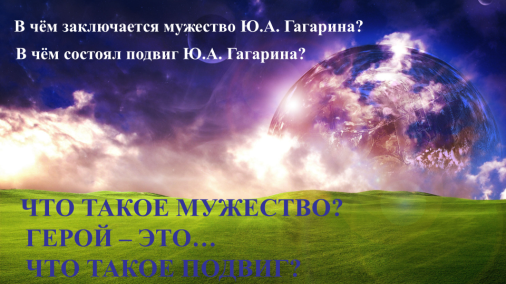 В чём заключается мужество Ю.А. Гагарина?
В чём состоял подвиг Ю.А. Гагарина?
ЧТО ТАКОЕ МУЖЕСТВО?
ГЕРОЙ – ЭТО…
ЧТО ТАКОЕ ПОДВИГ?